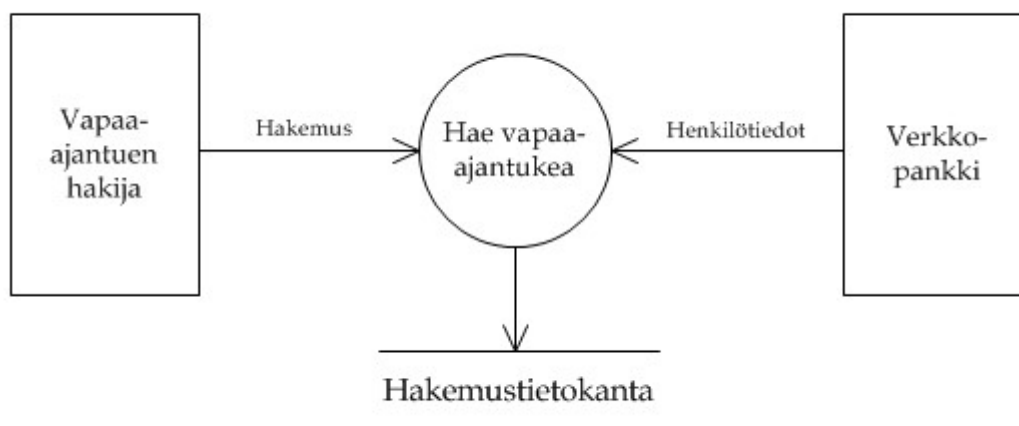 Vapaa-
ajantuen
hakija
Hakemus
Hae vapaa-
ajantukea
Henkilötiedot
Verkko-
pankki
Hakemustietokanta